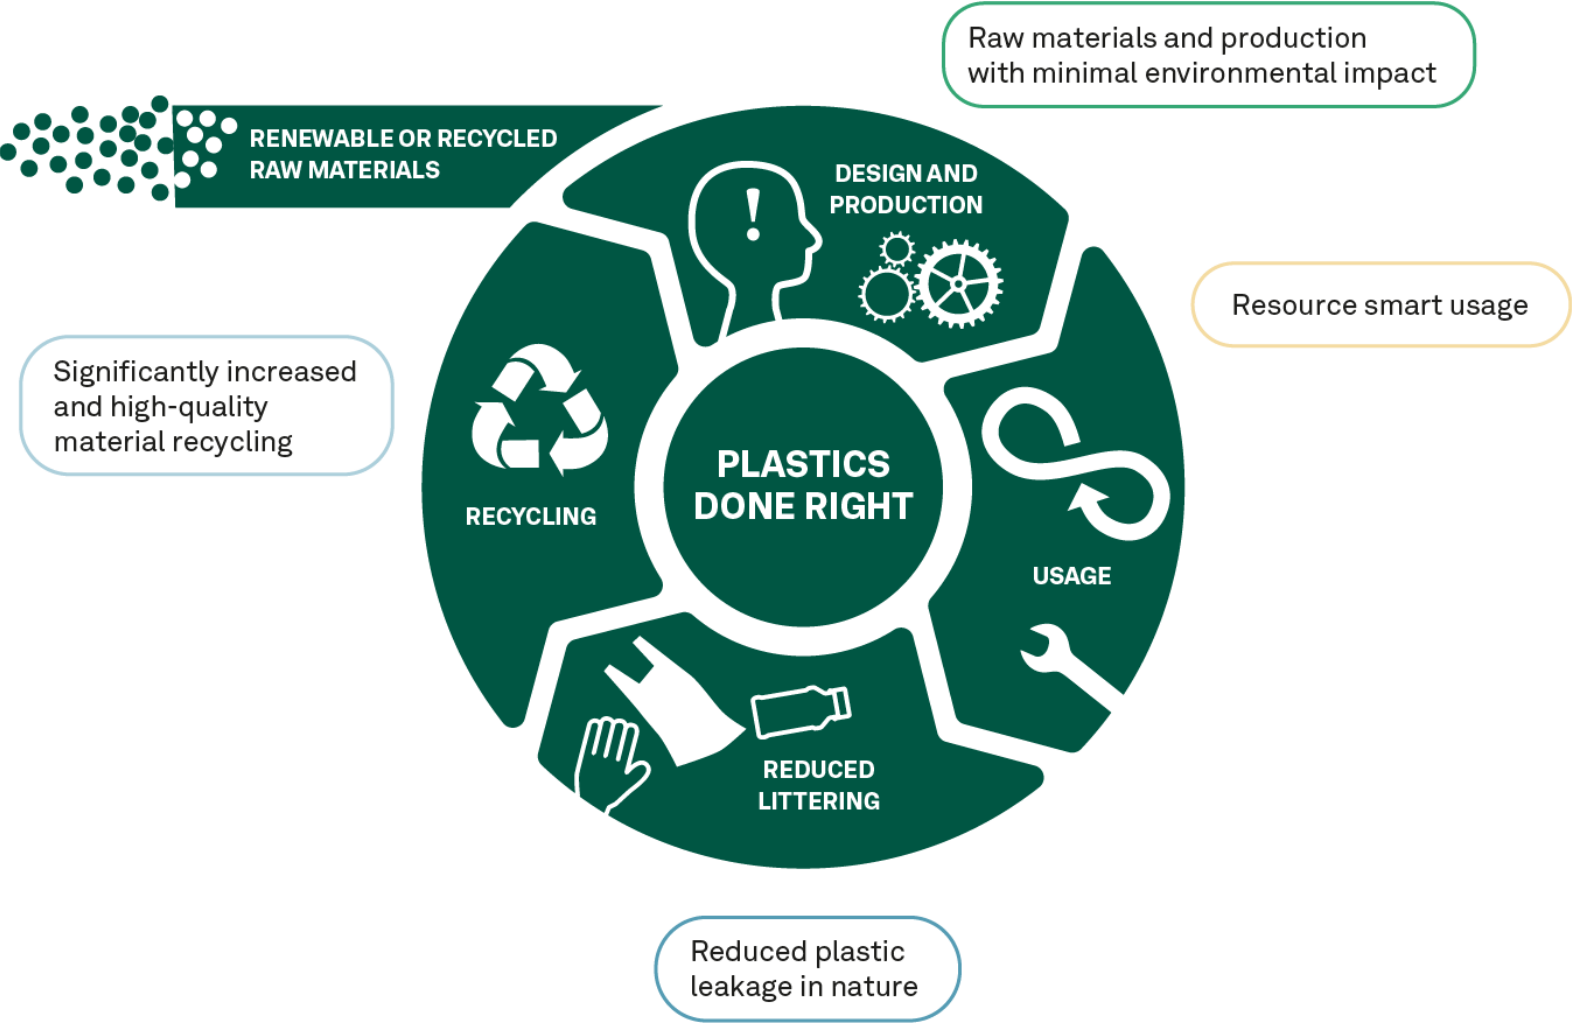 Raw materials and production
with minimal environmental impact
RENEWABLE OR RECYCLED
RAW MATERIALS
DESIGN AND
PRODUCTION
!
Resource smart usage
Significantly increased
and high-quality
material recycling
PLASTICS
DONE RIGHT
RECYCLING
USAGE
REDUCED
LITTERING
Reduced plastic
leakage in nature